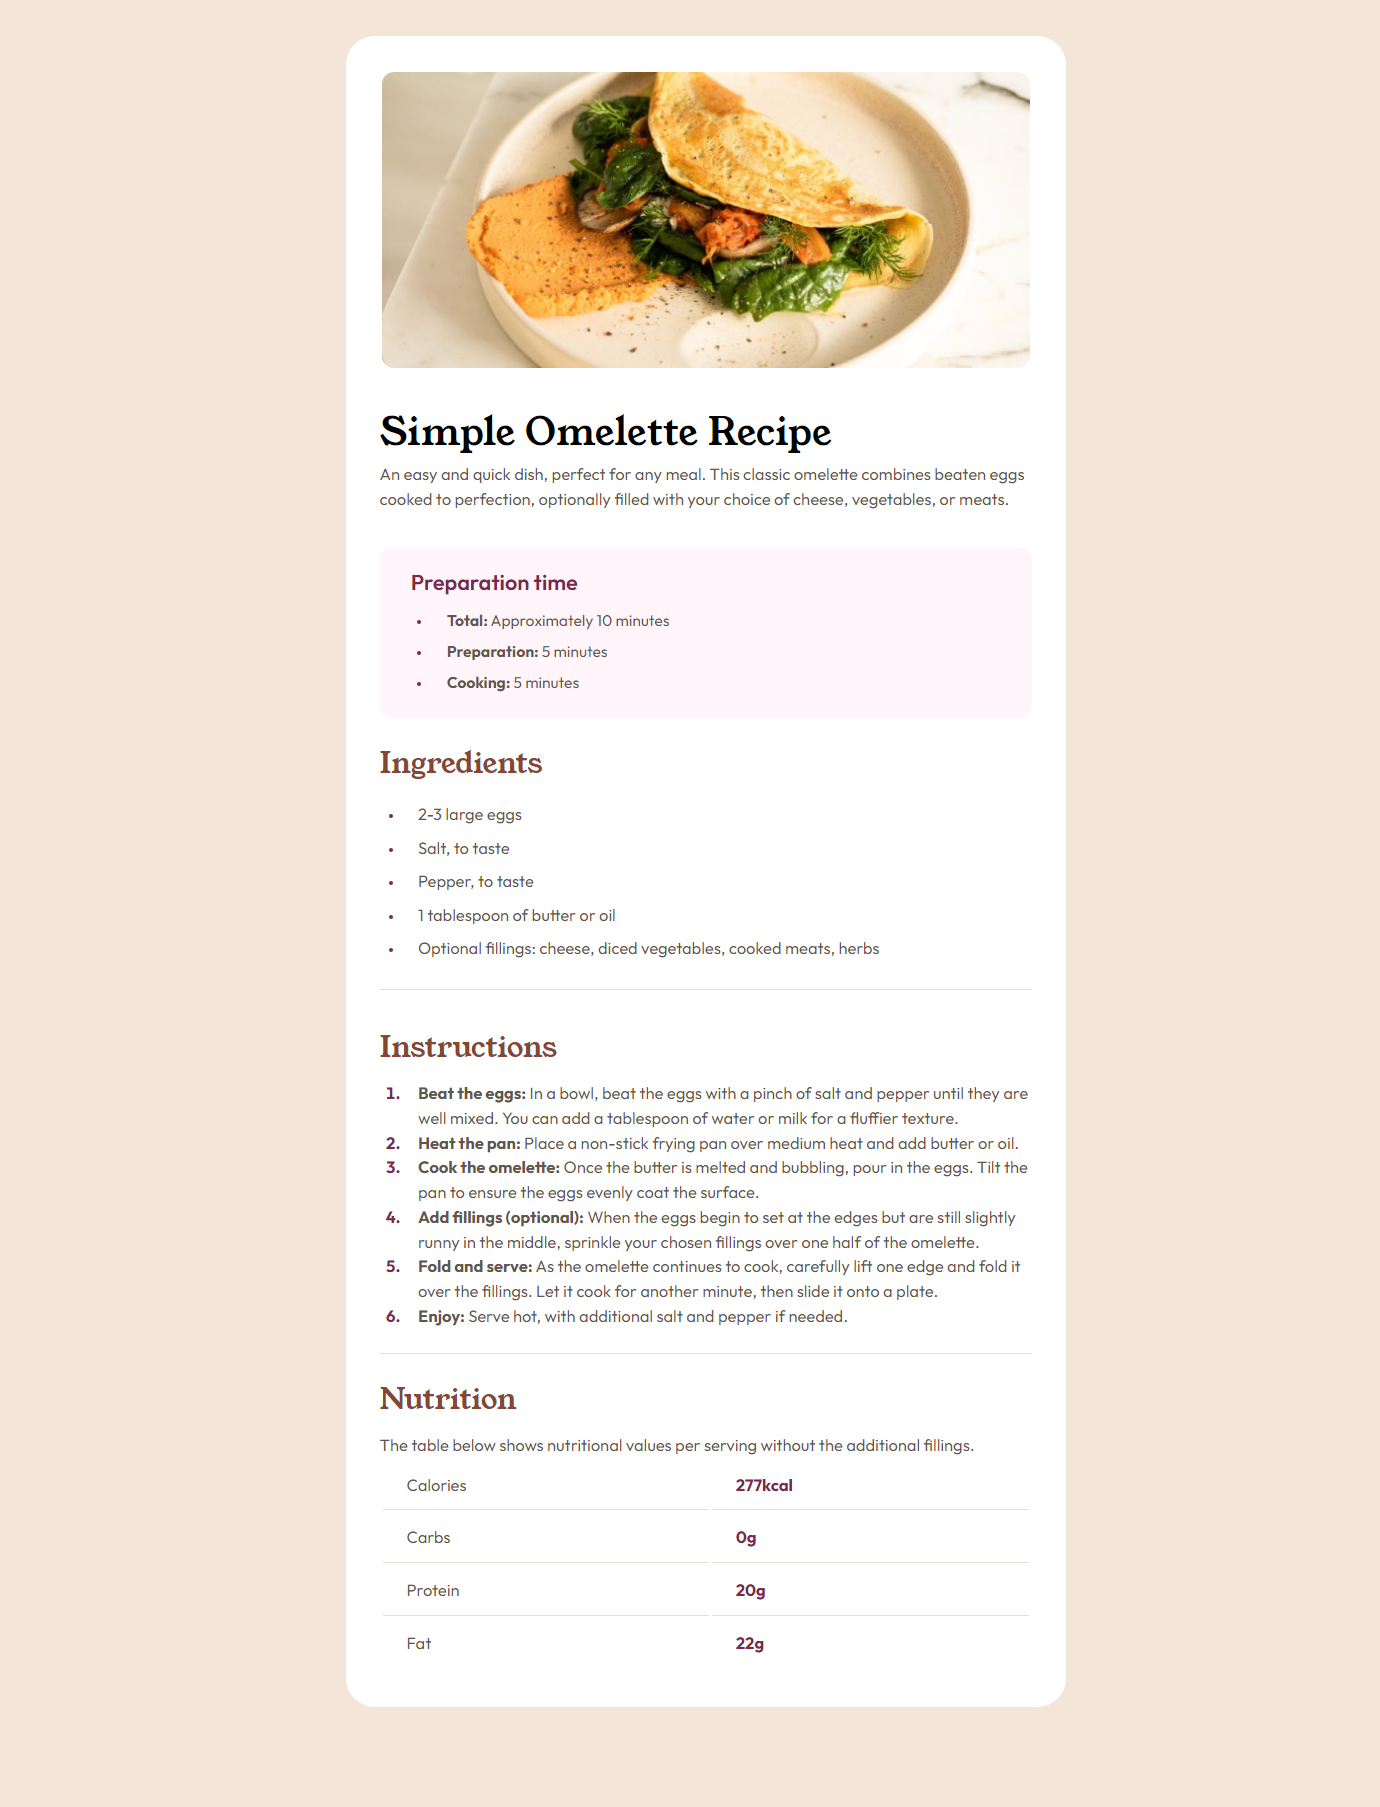 Simple Omelette Recipe
An easy and quick dish, perfect for any meal. This classic omelette combines beaten eggs
cooked to perfection, optionally filled with your choice of cheese, vegetables, or meats.
Preparation time
• Total: Approximately 10 minutes
• Preparation: 5 minutes
• Cooking: 5 minutes
Ingredients
• 2-3 large eggs
• Salt, to taste
• Pepper, to taste
• 1 tablespoon of butter or oil
• Optional fillings: cheese, diced vegetables, cooked meats, herbs
Instructions
1. Beat the eggs: In a bowl, beat the eggs with a pinch of salt and pepper until they are
well mixed. You can add a tablespoon of water or milk for a fluffier texture.
2. Heat the pan: Place a non-stick frying pan over medium heat and add butter or oil.
3. Cook the omelette: Once the butter is melted and bubbling, pour in the eggs. Tilt the
pan to ensure the eggs evenly coat the surface.
4. Add fillings (optional): When the eggs begin to set at the edges but are still slightly
runny in the middle, sprinkle your chosen fillings over one half of the omelette.
5. Fold and serve: As the omelette continues to cook, carefully lift one edge and fold it
over the fillings. Let it cook for another minute, then slide it onto a plate.
6. Enjoy: Serve hot, with additional salt and pepper if needed.
Nutrition
The table below shows nutritional values per serving without the additional fillings.
Calories 277kcal
Carbs 0g
Protein 20g
Fat 22g